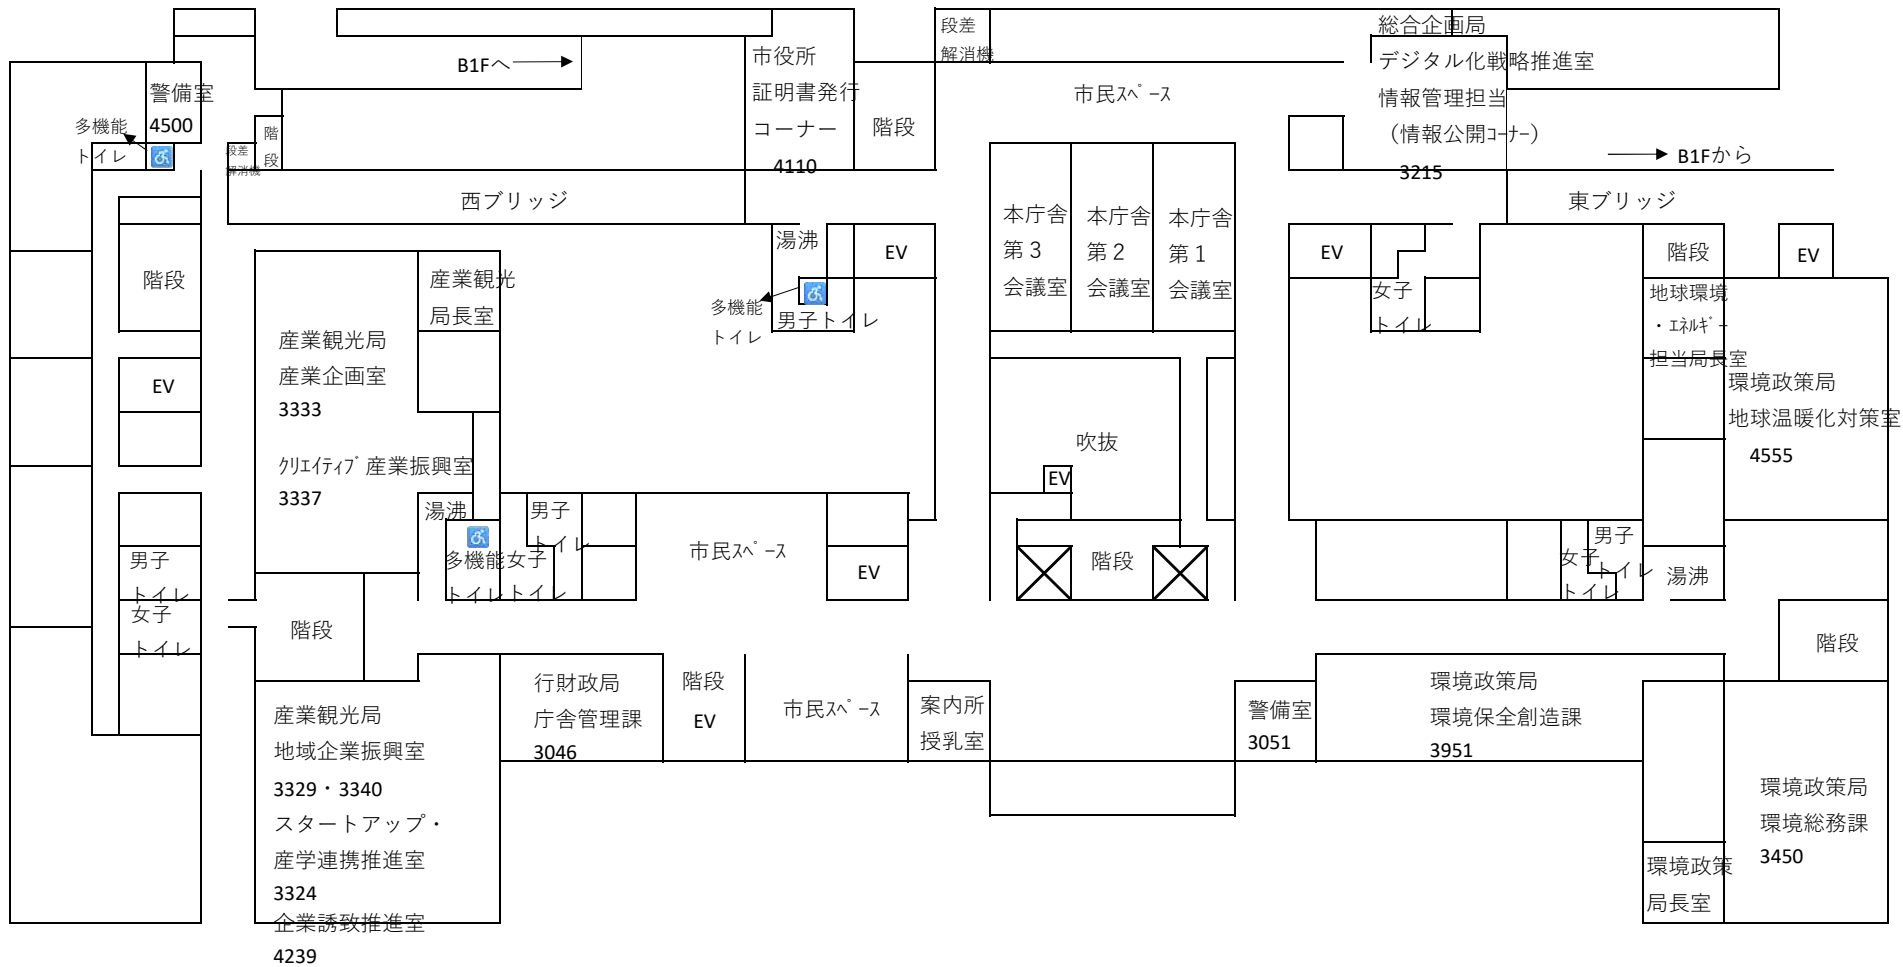 段差
解消機
総合企画局
デジタル化戦略推進室
情報管理担当
（情報公開ｺｰﾅｰ）
3215
B1Fへ
市役所
証明書発行
コーナー
4110
階段
市民ｽﾍﾟｰｽ
B1Fから
警備室
4500
多機能
トイレ
段差
解消機
階
段
西ブリッジ
東ブリッジ
本庁舎
第３
会議室
本庁舎
第２
会議室
本庁舎
第１
会議室
湯沸
EV
多機能
トイレ
男子トイレ
EV
女子
トイレ
階段
EV
地球環境
・ｴﾈﾙｷﾞｰ
担当局長室
環境政策局
地球温暖化対策室
4555
階段
EV
産業観光局
産業企画室
3333
ｸﾘｴｲﾃｨﾌﾞ産業振興室
3337
産業観光
局長室
吹抜
EV
湯沸
多機能
トイレ
女子
トイレ
男子
トイレ
市民ｽﾍﾟｰｽ
EV
階段
女子
トイレ
男子
トイレ
湯沸
男子
トイレ
女子
トイレ
階段
階段
産業観光局
地域企業振興室
3329・3340
スタートアップ・
産学連携推進室
3324
企業誘致推進室
4239
行財政局
庁舎管理課
3046
階段
EV
市民ｽﾍﾟｰｽ
案内所
授乳室
警備室
3051
環境政策局
環境保全創造課
3951
環境政策局
環境総務課
3450
環境政策
局長室